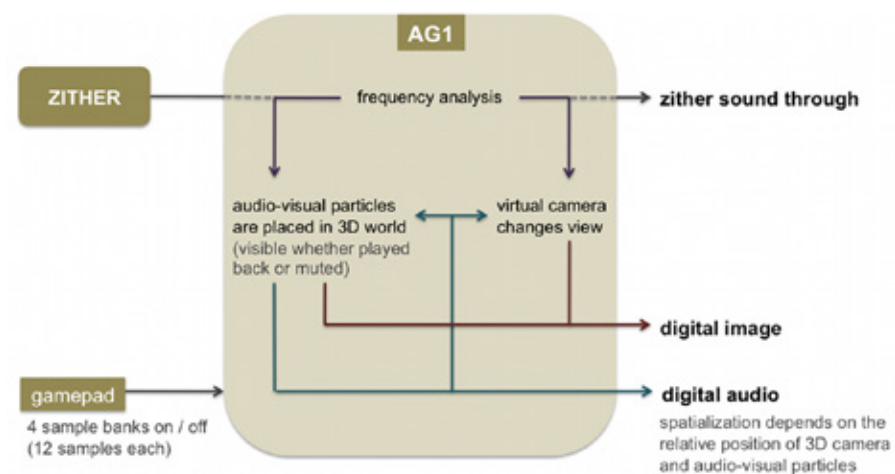 AG1
ZITHER
frequency analysis
zither sound through
audio-visual particles
are placed in 3D world
(visible whether played
back or muted)
virtual camera
changes view
digital image
gamepad
4 sample banks on / off
(12 samples each)
digital audio
spatialization depends on the
relative position of 3D camera
and audio-visual particles